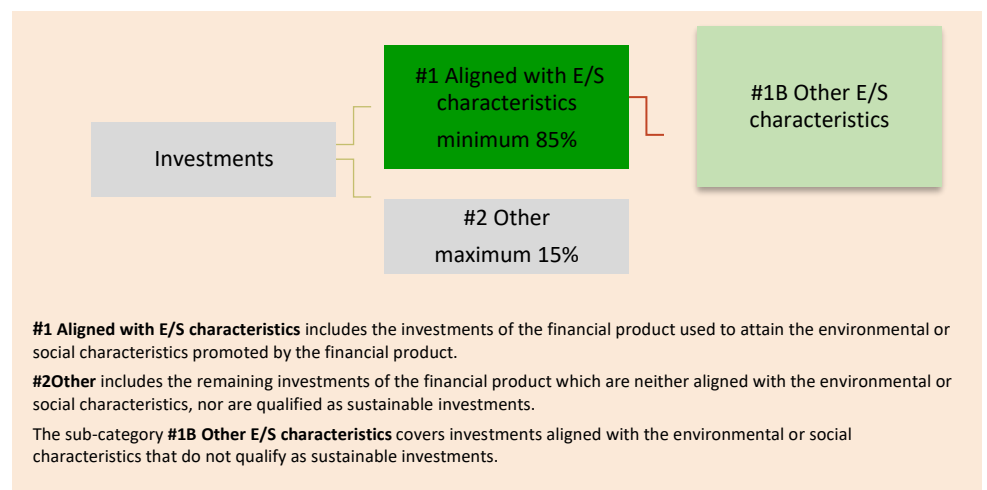 #1 Aligned with E/S
characteristics
minimum 85%
#1B Other E/S
characteristics
Investments
#2 Other
maximum 15%
#1 Aligned with E/S characteristics includes the investments of the financial product used to attain the environmental or
social characteristics promoted by the financial product.
#2Other includes the remaining investments of the financial product which are neither aligned with the environmental or
social characteristics, nor are qualified as sustainable investments.
The sub-category #1B Other E/S characteristics covers investments aligned with the environmental or social
characteristics that do not qualify as sustainable investments.